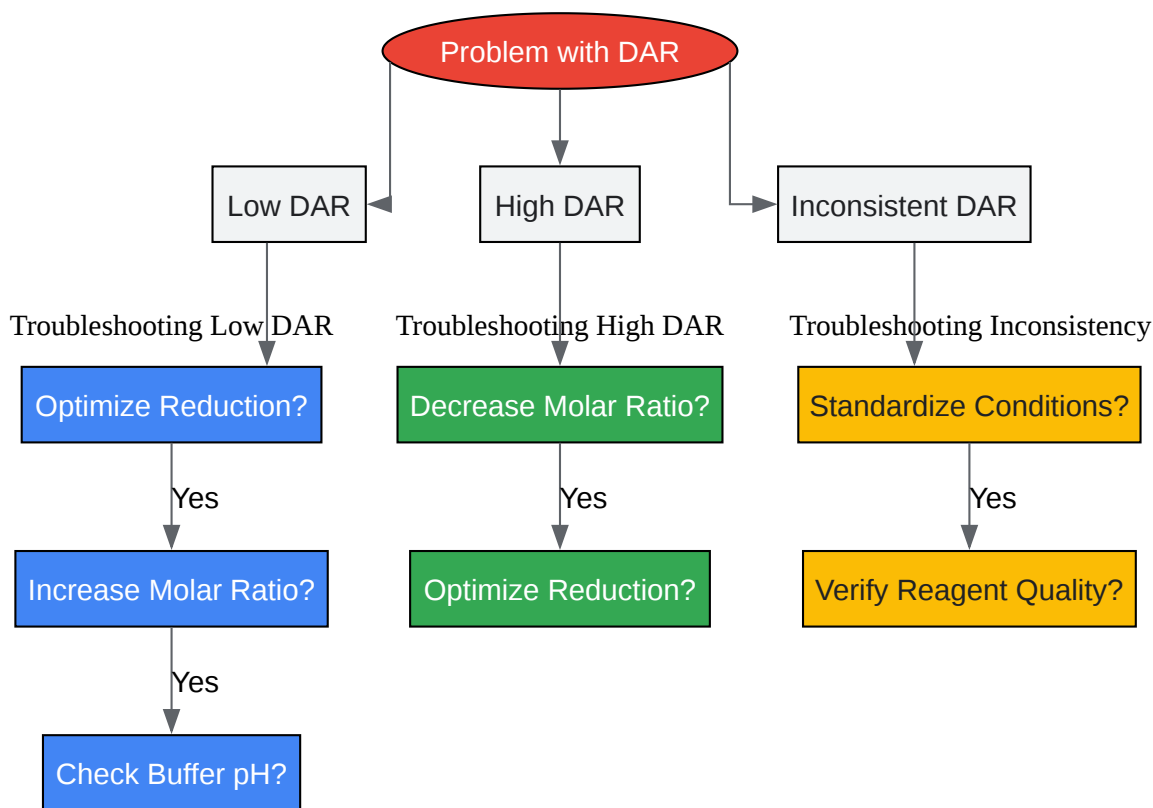 Problem with DAR
Low DAR
High DAR
Inconsistent DAR
Troubleshooting Low DAR
Troubleshooting High DAR
Troubleshooting Inconsistency
Optimize Reduction?
Decrease Molar Ratio?
Standardize Conditions?
Yes
Yes
Yes
Increase Molar Ratio?
Optimize Reduction?
Verify Reagent Quality?
Yes
Check Buffer pH?